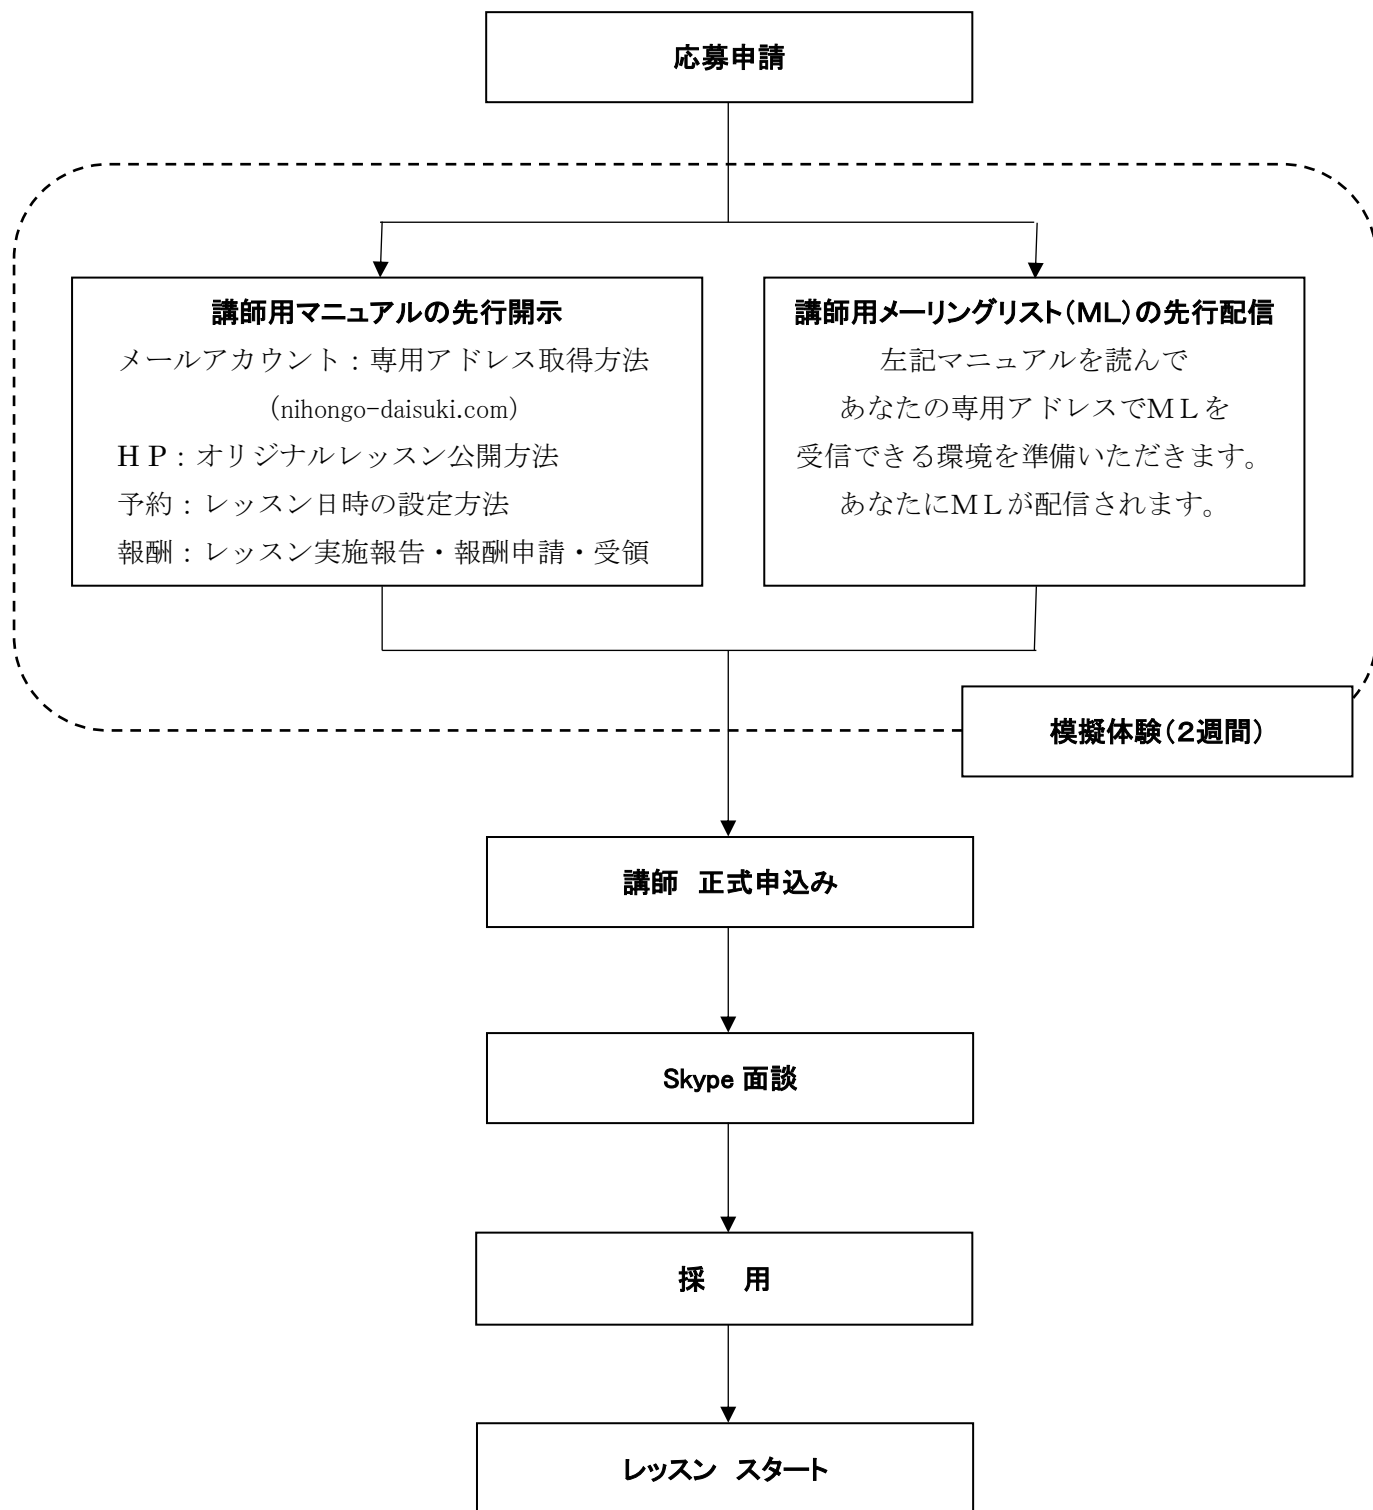 応募申請
講師用マニュアルの先行開示
メールアカウント：専用アドレス取得方法
(nihongo-daisuki.com)
ＨＰ：オリジナルレッスン公開方法
予約：レッスン日時の設定方法
報酬：レッスン実施報告・報酬申請・受領
講師用メーリングリスト（ML）の先行配信
左記マニュアルを読んで
あなたの専用アドレスでＭＬを
受信できる環境を準備いただきます。
あなたにＭＬが配信されます。
模擬体験（２週間）
講師　正式申込み
Skype 面談
採　用
レッスン　スタート